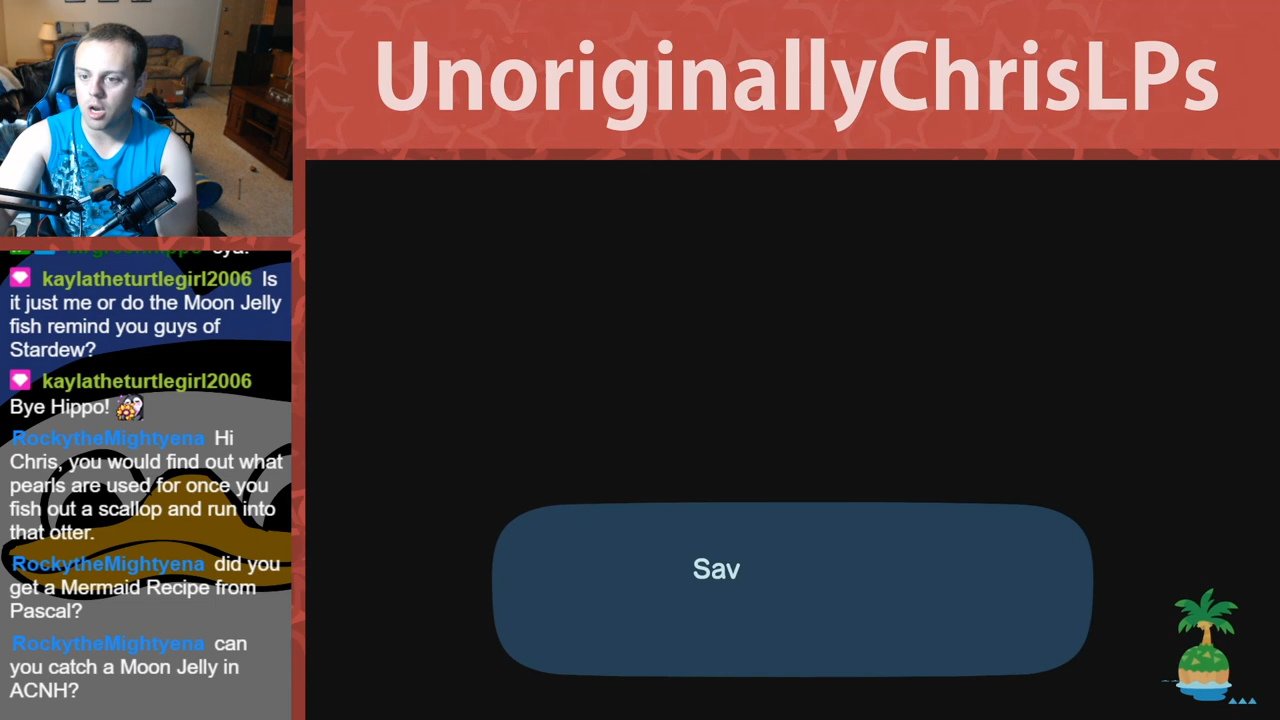 UnoriginallyChrisLPs
kaylatheturtlegirl2006 Is
it just me or do the Moon Jelly
fish remind you guys of
Stardew?
kaylatheturtlegirl2006
Bye Hippo!
RockytheMightyena Hi
Chris, you would find out what
pearls are used for once you
fish out a scallop and run into
that otter.
RockytheMightyena did you
get a Mermaid Recipe from
Pascal?
RockytheMightyena can
you catch a Moon Jelly in
ACNH?
Sav